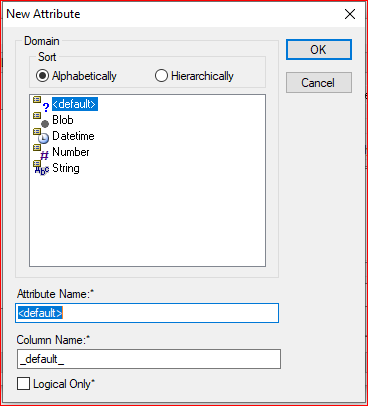 New Attribute
Domain
Sort
Alphabetically
Hierarchically
<default>
Blob
Datetime
Number
String
OK
Cancel
Attribute Name:*
<default>
Column Name:*
_default_
Logical Only*